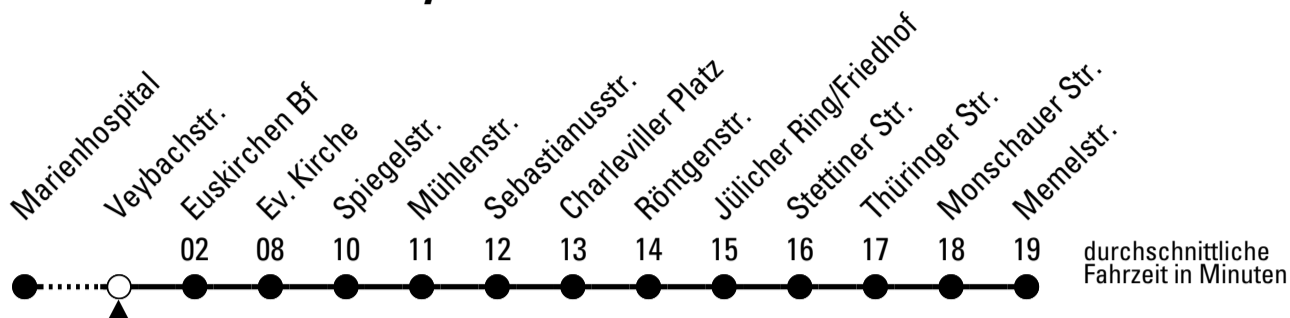 Marienhospital
Veybachstr.
Euskirchen Bf
Ev. Kirche
Spiegelstr.
Mühlenstr.
Sebastianusstr.
Charleviller Platz
Röntgenstr.
Jülicher Ring/Friedhof
Stettiner Str.
Thüringer Str.
Monschauer Str.
Memelstr.
02 08 10 11 12 13 14 15 16 17 18 19
durchschnittliche
Fahrzeit in Minuten